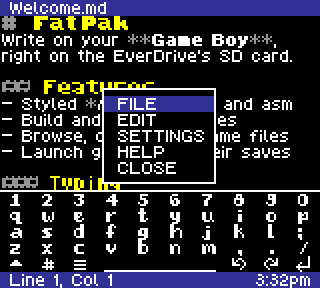 Welcome.md
# FatPak
Write on your **Game Boy**,
right on the EverDrive's SD card.
## Features
- Styled * and asm
- Build and es
- Browse, me files
- Launch g eir saves
FILE
EDIT
SETTINGS
HELP
CLOSE
### Typing
1 2 3 4 5 6 7 8 9 0
q w e r t y u i o p
a s d f g h j k l ;
z x c v b n m , . /
^ # ≡
Line 1, Col 1 3:32pm